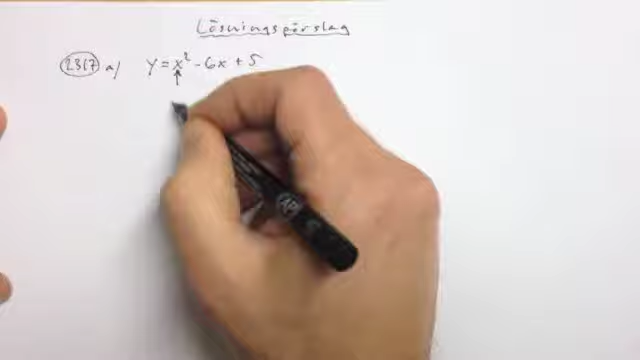 Lösningsförslag
2317 a) y = x² - 6x + 5